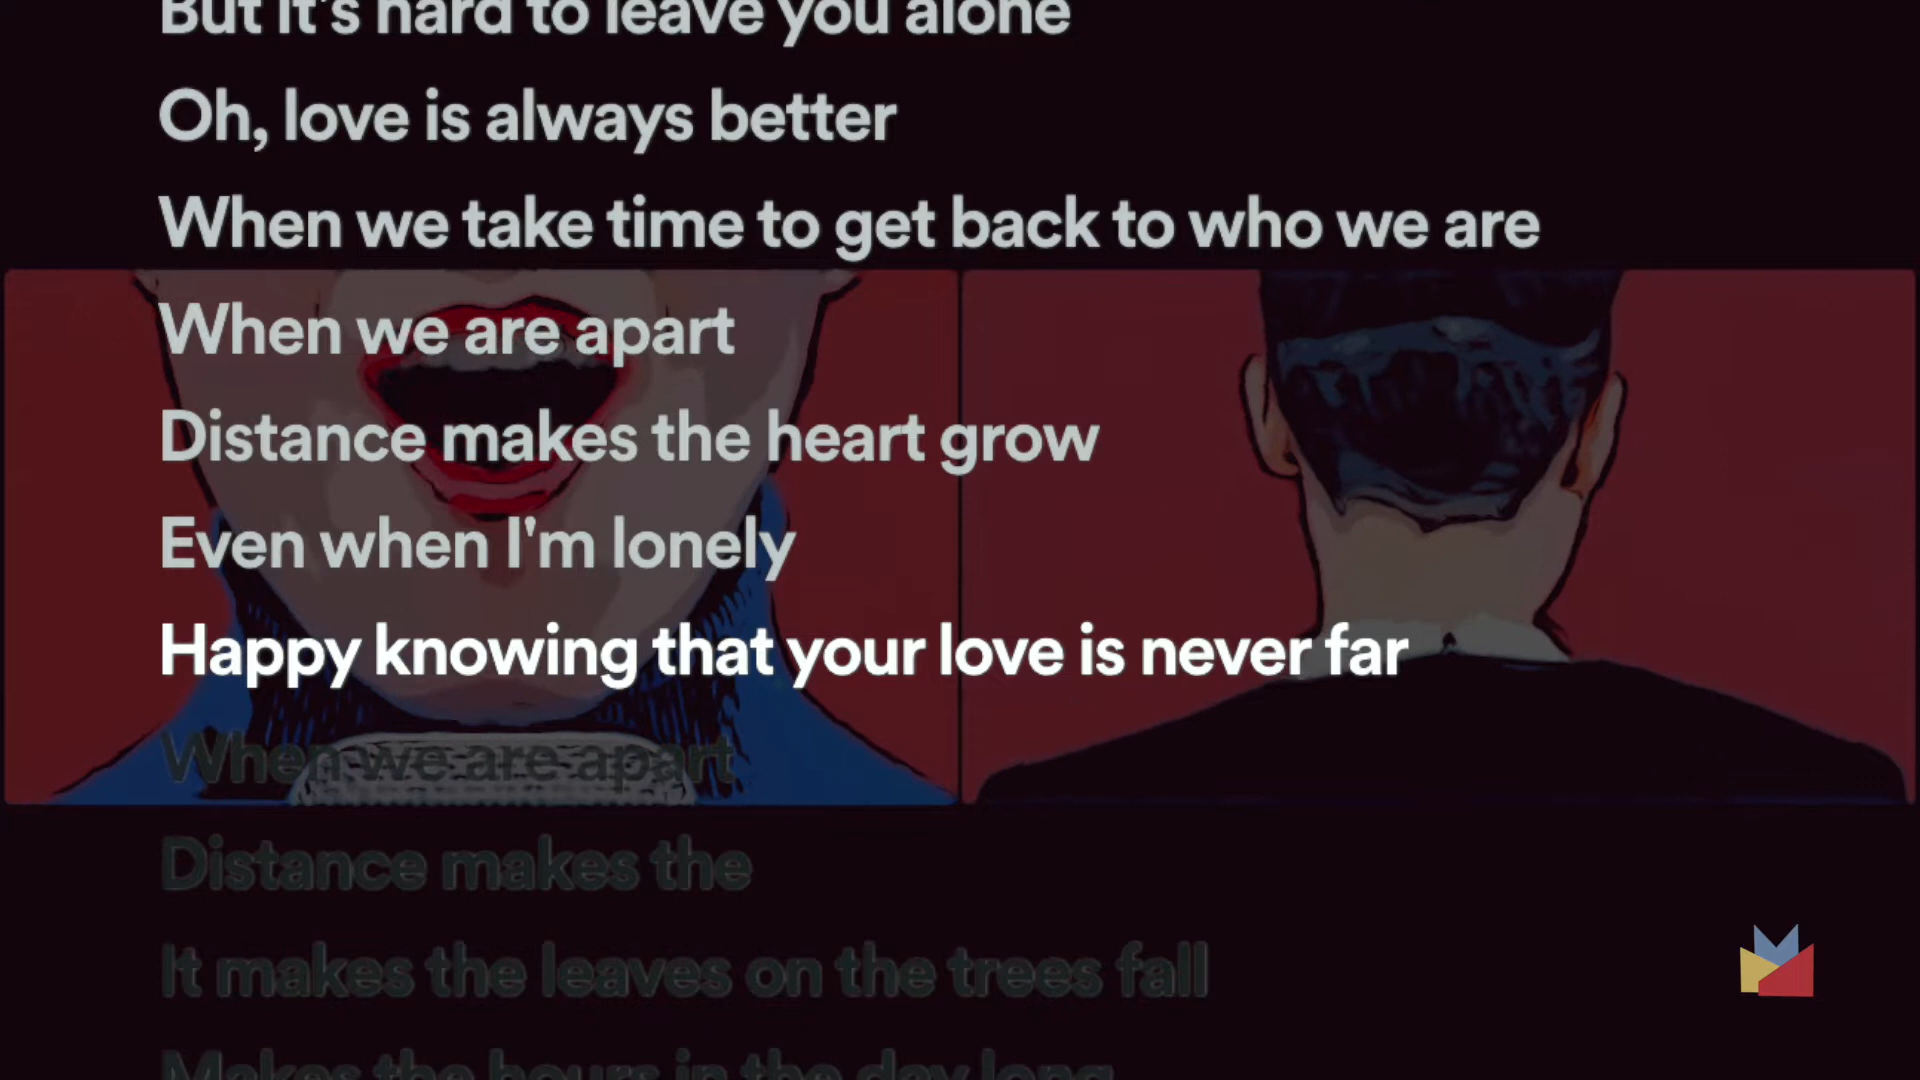 But it's hard to leave you alone
Oh, love is always better
When we take time to get back to who we are
When we are apart
Distance makes the heart grow
Even when I'm lonely
Happy knowing that your love is never far
When we are apart
Distance makes the
It makes the leaves on the trees fall
Makes the hours in the day long